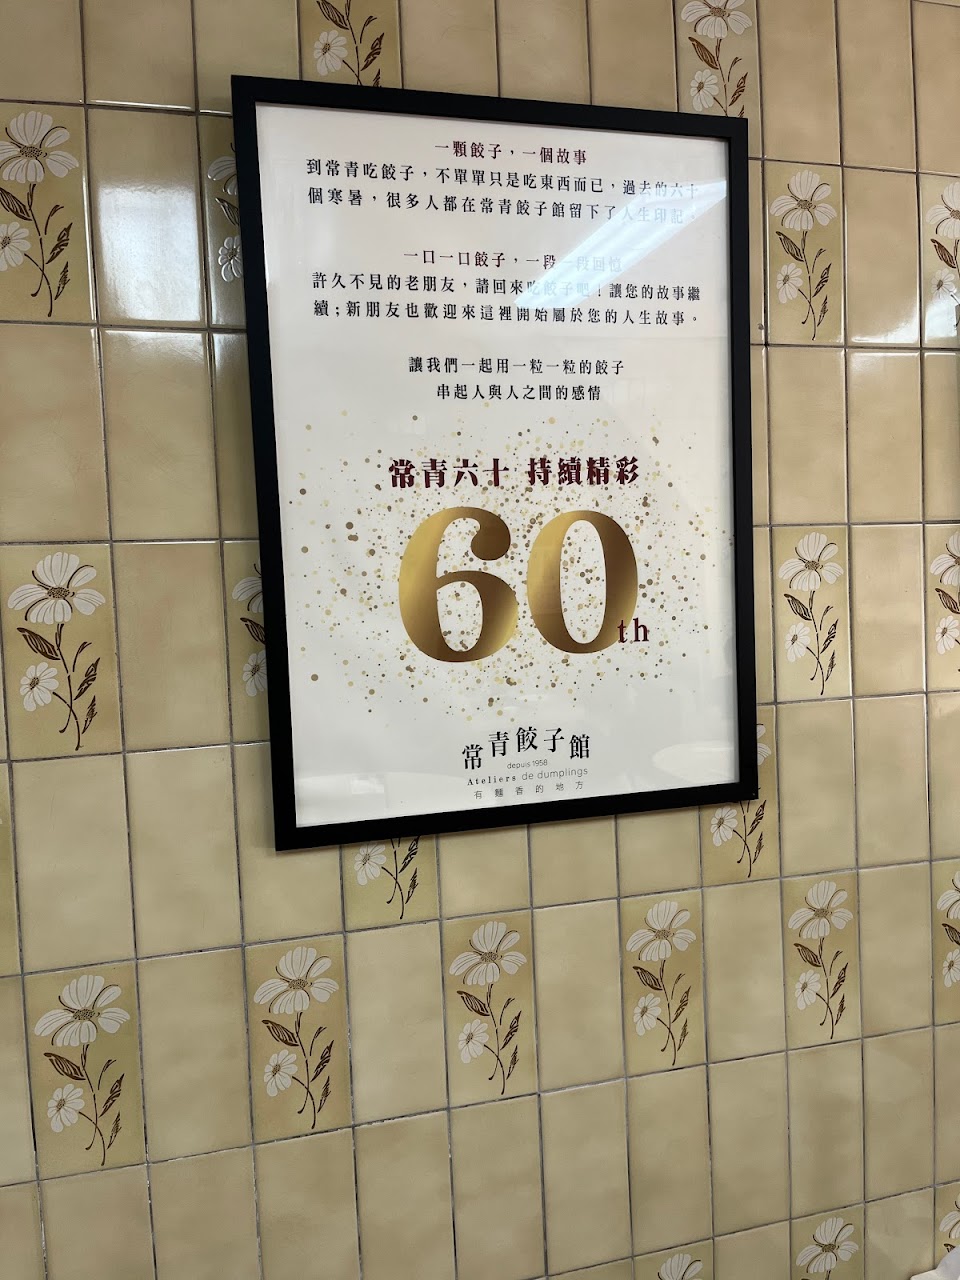 一顆餃子，一個故事
到常青吃餃子，不單單只是吃東西而已，過去的六十
個寒暑，很多人都在常青餃子館留下了人生印記。
一口一口餃子，一段一段回憶
許久不見的老朋友，請回來吃餃子吧！讓您的故事繼
續；新朋友也歡迎來這裡開始屬於您的人生故事。
讓我們一起用一粒一粒的餃子
串起人與人之間的感情
常青六十 持續精彩
60th
常青餃子館
depuis 1958
Ateliers de dumplings
有麵香的地方